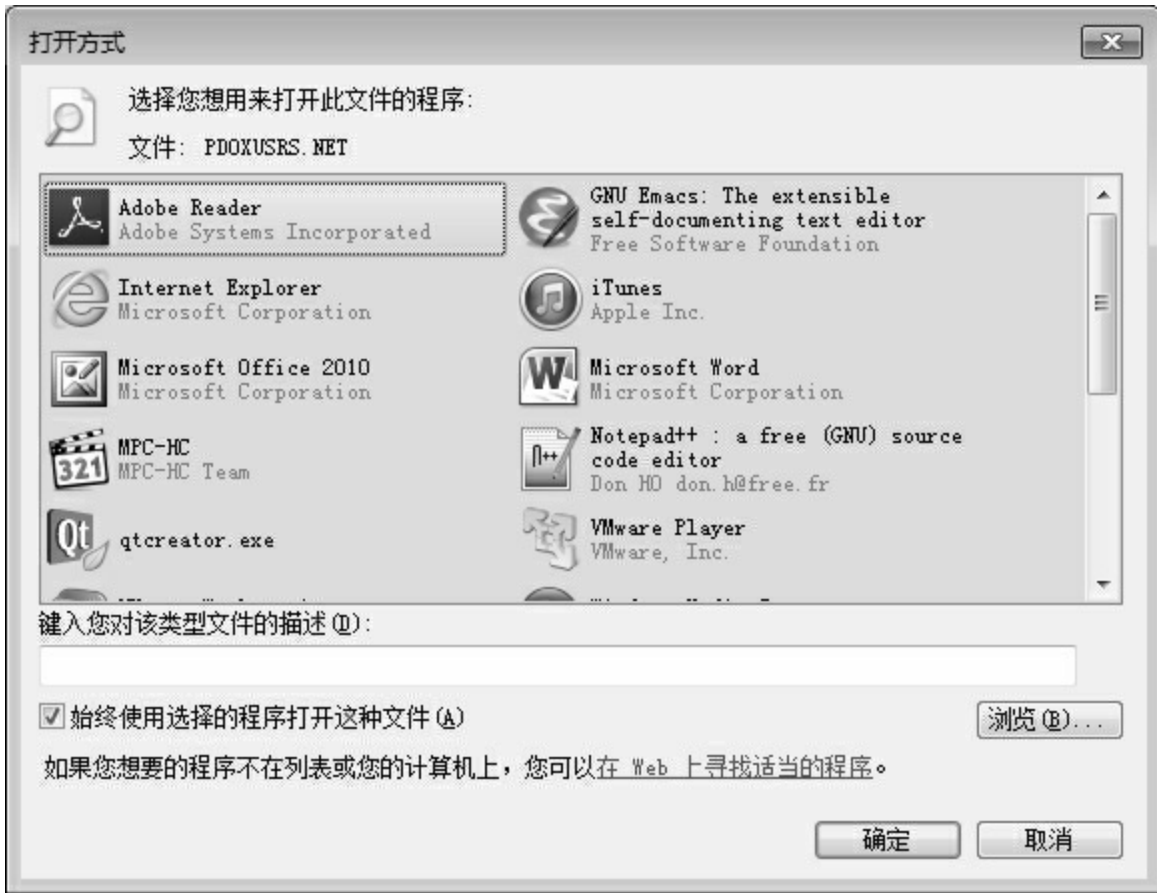 打开方式
选择您想用来打开此文件的程序:
文件: PDOXUSRS.NET
Adobe Reader
Adobe Systems Incorporated
GNU Emacs: The extensible
self-documenting text editor
Free Software Foundation
Internet Explorer
Microsoft Corporation
iTunes
Apple Inc.
Microsoft Office 2010
Microsoft Corporation
Microsoft Word
Microsoft Corporation
MPC-HC
MPC-HC Team
321
Notepad++ : a free (GNU) source
code editor
Don HO don.h@free.fr
N++
Qt
qtcreator.exe
VMware Player
VMware, Inc.
键入您对该类型文件的描述(D):
始终使用选择的程序打开这种文件(A)
浏览(B)...
如果您想要的程序不在列表或您的计算机上，您可以在 Web 上寻找适当的程序。
确定
取消